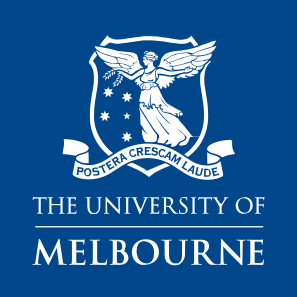 POSTERA CRESCAM LAUDE
THE UNIVERSITY OF
MELBOURNE